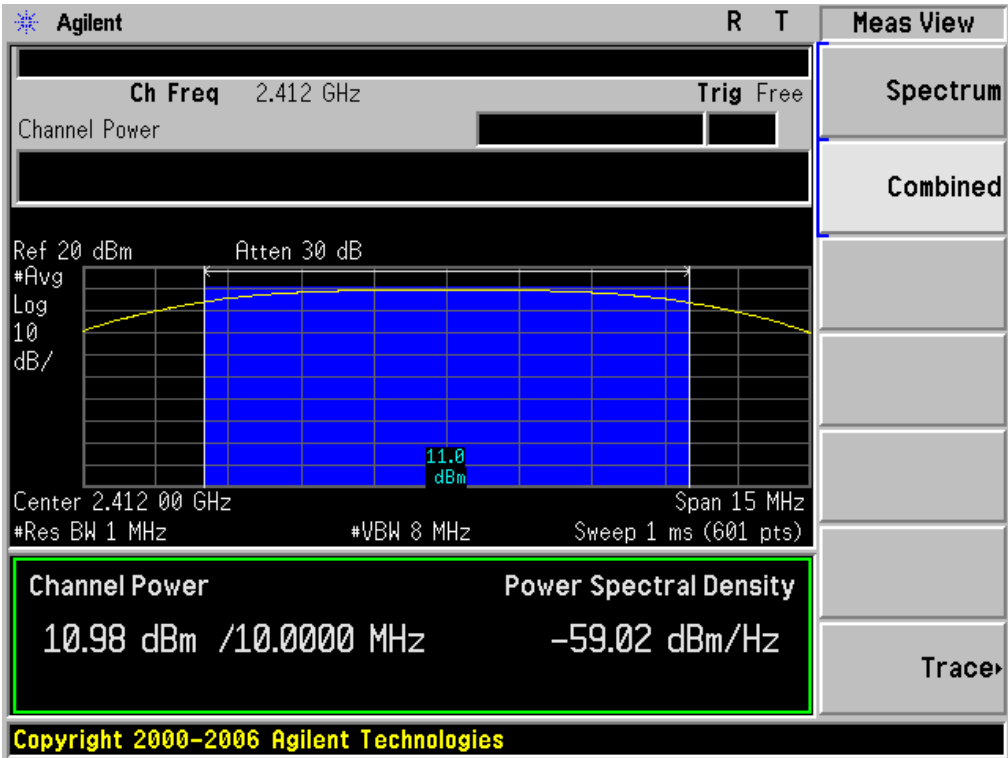 Agilent R T Meas View
Ch Freq 2.412 GHz Trig Free
Channel Power
Spectrum
Combined
Ref 20 dBm Atten 30 dB
#Avg
Log
10
dB/
11.0
dBm
Center 2.412 00 GHz Span 15 MHz
#Res BW 1 MHz #VBW 8 MHz Sweep 1 ms (601 pts)
Channel Power Power Spectral Density
10.98 dBm /10.0000 MHz -59.02 dBm/Hz
Trace
Copyright 2000-2006 Agilent Technologies